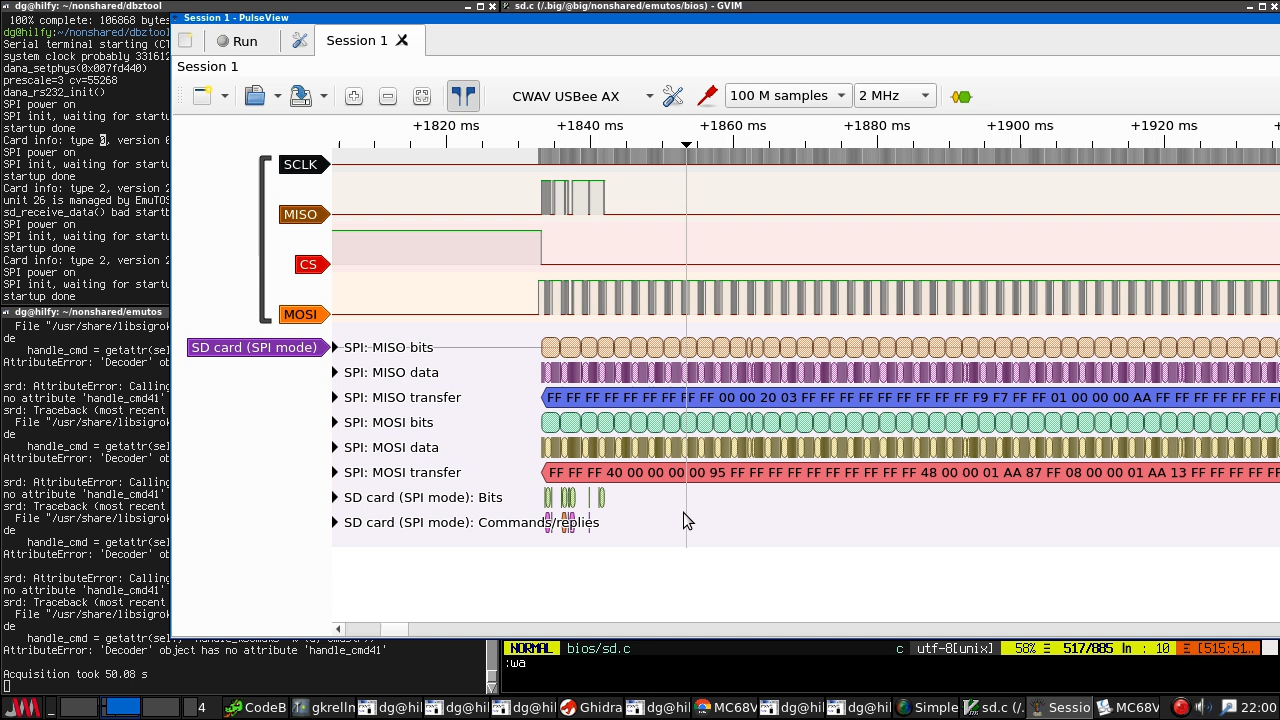 dg@hilfy: ~/nonshared/dbztool
sd.c (/.big/@big/nonshared/emutos/bios) - GVIM
100% complete: 106868 bytes
dg@hilfy:~/nonshared/dbztool
Serial terminal starting (CT
system clock probably 331612
dana_setphys(0x007fd440)
prescale=3 cv=55268
dana_rs232_init()
SPI power on
SPI init, waiting for startu
startup done
Card info: type 2, version 6
SPI power on
SPI init, waiting for startu
startup done
Card info: type 2, version 2
unit 26 is managed by EmuTOS
sd_receive_data() bad startb
SPI power on
SPI init, waiting for startu
startup done
Card info: type 2, version 2
SPI power on
SPI init, waiting for startu
startup done
dg@hilfy: ~/nonshared/emutos
File "/usr/share/libsigrok
de
handle_cmd = getattr(sel
AttributeError: 'Decoder' ob
srd: AttributeError: Calling
no attribute 'handle_cmd41'
srd: Traceback (most recent
File "/usr/share/libsigrok
de
handle_cmd = getattr(sel
AttributeError: 'Decoder' ob
srd: AttributeError: Calling
no attribute 'handle_cmd41'
srd: Traceback (most recent
File "/usr/share/libsigrok
de
handle_cmd = getattr(sel
AttributeError: 'Decoder' ob
srd: AttributeError: Calling
no attribute 'handle_cmd41'
srd: Traceback (most recent
File "/usr/share/libsigrok
de
handle_cmd = getattr(sel
AttributeError: 'Decoder' object has no attribute 'handle_cmd41'
Acquisition took 50.08 s
Session 1 - PulseView
Run
Session 1
Session 1
CWAV USBee AX
100 M samples
2 MHz
+1820 ms +1840 ms +1860 ms +1880 ms +1900 ms +1920 ms
SCLK
MISO
CS
MOSI
SD card (SPI mode)
SPI: MISO bits
SPI: MISO data
SPI: MISO transfer
FF FF FF FF FF FF FF FF FF 00 00 20 03 FF FF FF FF FF FF F9 F7 FF FF 01 00 00 00 AA FF FF FF FF FF FF
SPI: MOSI bits
SPI: MOSI data
SPI: MOSI transfer
FF FF FF 40 00 00 00 00 95 FF FF FF FF FF FF FF FF FF FF 48 00 00 01 AA 87 FF 08 00 00 01 AA 13 FF FF FF FF FF
SD card (SPI mode): Bits
SD card (SPI mode): Commands/replies
NORMAL bios/sd.c
c utf-8[unix] 58% 517/885 ln : 10 [515:51…
:wa
4
CodeB
gkrellm
dg@hil
dg@hil
dg@hil
dg@hil
Ghidra
dg@hil
MC68V
dg@hil
dg@hil
Simple
sd.c (/.
Sessio
MC68V
22:00